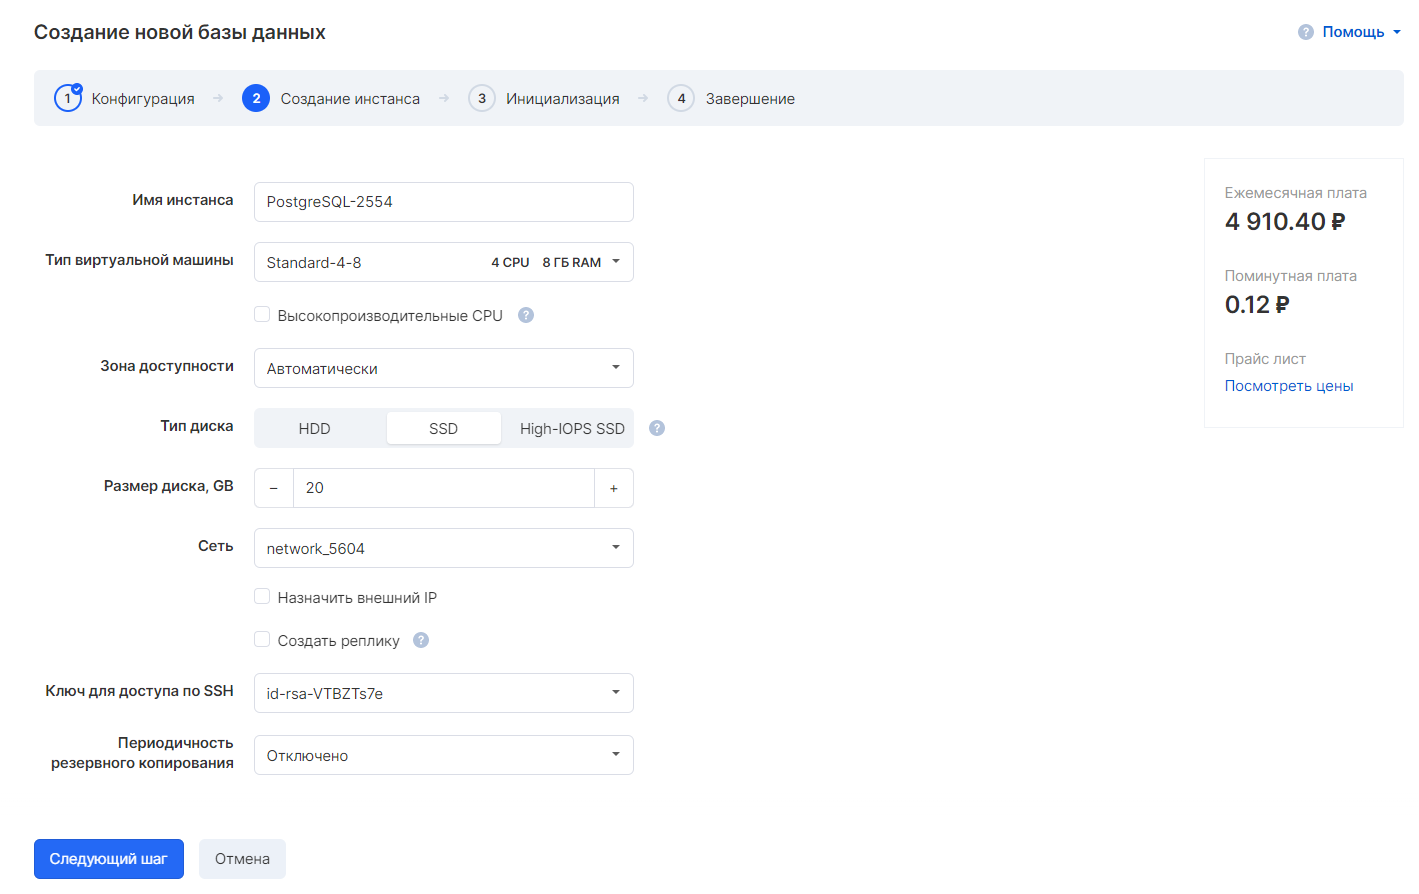 Создание новой базы данных
? Помощь
1 Конфигурация → 2 Создание инстанса → 3 Инициализация → 4 Завершение
Имя инстанса PostgreSQL-2554
Тип виртуальной машины Standard-4-8 4 CPU 8 ГБ RAM
Высокопроизводительные CPU ?
Зона доступности Автоматически
Тип диска HDD SSD High-IOPS SSD ?
Размер диска, GB − 20 +
Сеть network_5604
Назначить внешний IP
Создать реплику ?
Ключ для доступа по SSH id-rsa-VTBZTs7e
Периодичность
резервного копирования Отключено
Следующий шаг Отмена
Ежемесячная плата
4 910.40 ₽
Поминутная плата
0.12 ₽
Прайс лист
Посмотреть цены